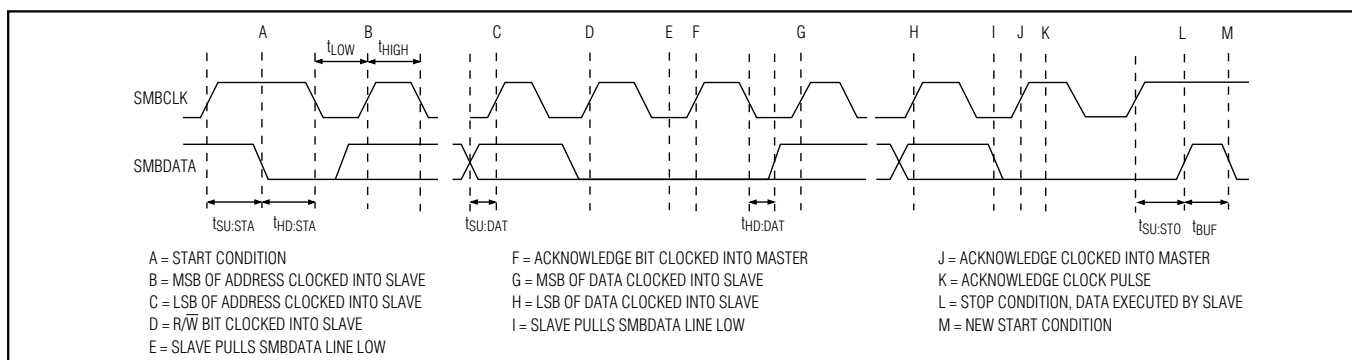 A B C D E F G H I J K L M
tLOW tHIGH
SMBCLK
SMBDATA
tSU:STA tHD:STA tSU:DAT tHD:DAT tSU:STO tBUF
A = START CONDITION
B = MSB OF ADDRESS CLOCKED INTO SLAVE
C = LSB OF ADDRESS CLOCKED INTO SLAVE
D = R/W̅ BIT CLOCKED INTO SLAVE
E = SLAVE PULLS SMBDATA LINE LOW
F = ACKNOWLEDGE BIT CLOCKED INTO MASTER
G = MSB OF DATA CLOCKED INTO SLAVE
H = LSB OF DATA CLOCKED INTO SLAVE
I = SLAVE PULLS SMBDATA LINE LOW
J = ACKNOWLEDGE CLOCKED INTO MASTER
K = ACKNOWLEDGE CLOCK PULSE
L = STOP CONDITION, DATA EXECUTED BY SLAVE
M = NEW START CONDITION